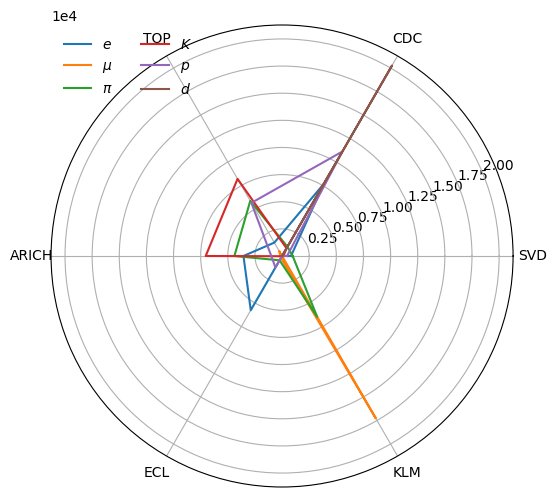 1e4
e K
μ p
π d
TOP
CDC
ARICH
SVD
ECL
KLM
0.25
0.50
0.75
1.00
1.25
1.50
1.75
2.00